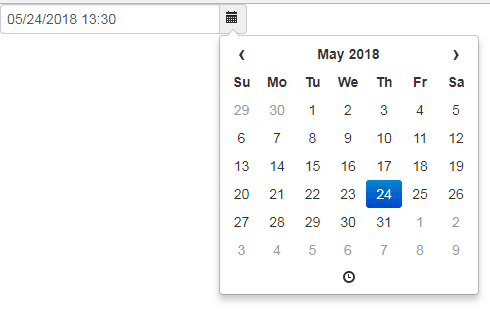 05/24/2018 13:30
‹ May 2018 ›
Su Mo Tu We Th Fr Sa
29 30 1 2 3 4 5
6 7 8 9 10 11 12
13 14 15 16 17 18 19
20 21 22 23 24 25 26
27 28 29 30 31 1 2
3 4 5 6 7 8 9